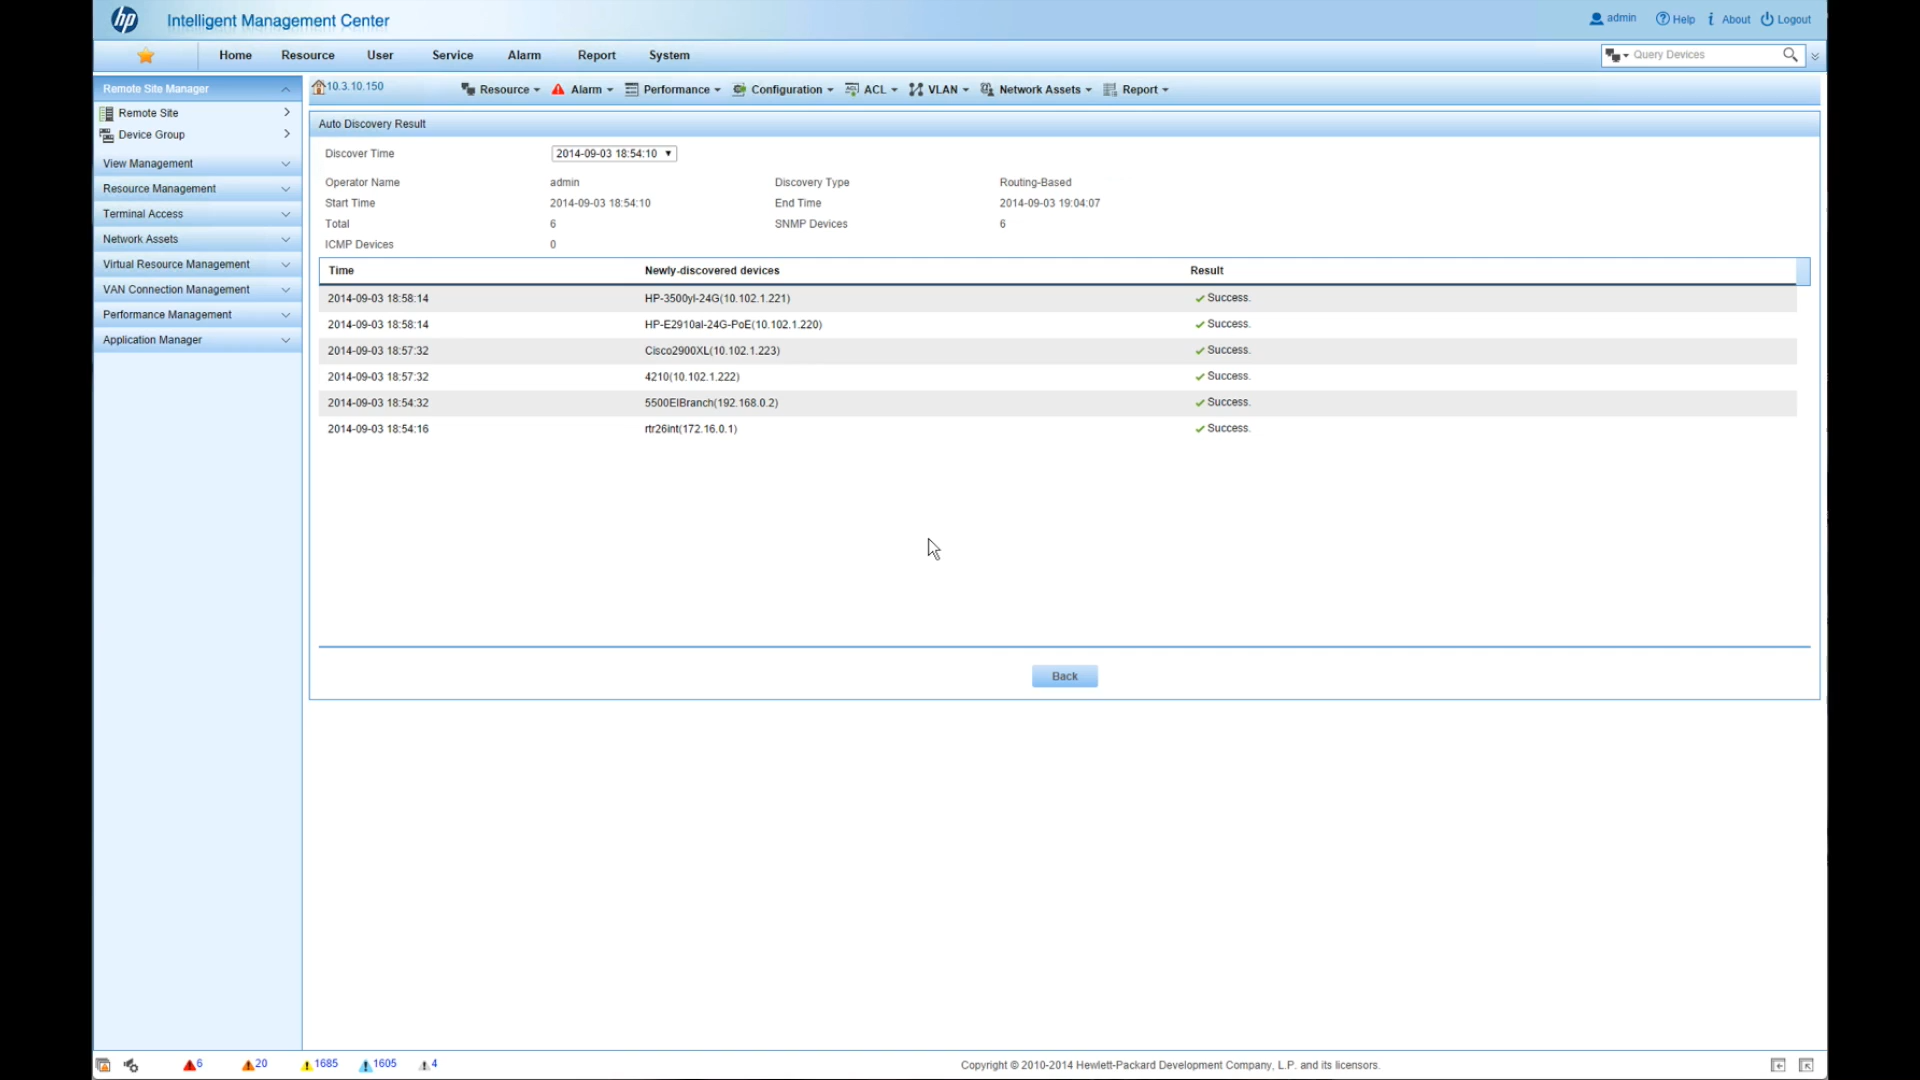 hp Intelligent Management Center admin Help About Logout
Home Resource User Service Alarm Report System Query Devices
Remote Site Manager
Remote Site
Device Group
View Management
Resource Management
Terminal Access
Network Assets
Virtual Resource Management
VAN Connection Management
Performance Management
Application Manager
10.3.10.150 Resource Alarm Performance Configuration ACL VLAN Network Assets Report
Auto Discovery Result
Discover Time 2014-09-03 18:54:10
Operator Name admin Discovery Type Routing-Based
Start Time 2014-09-03 18:54:10 End Time 2014-09-03 19:04:07
Total 6 SNMP Devices 6
ICMP Devices 0
Time Newly-discovered devices Result
2014-09-03 18:58:14 HP-3500yl-24G(10.102.1.221) Success.
2014-09-03 18:58:14 HP-E2910al-24G-PoE(10.102.1.220) Success.
2014-09-03 18:57:32 Cisco2900XL(10.102.1.223) Success.
2014-09-03 18:57:32 4210(10.102.1.222) Success.
2014-09-03 18:54:32 5500EIBranch(192.168.0.2) Success.
2014-09-03 18:54:16 rtr26int(172.16.0.1) Success.
Back
6 20 1685 1605 4 Copyright © 2010-2014 Hewlett-Packard Development Company, L.P. and its licensors.